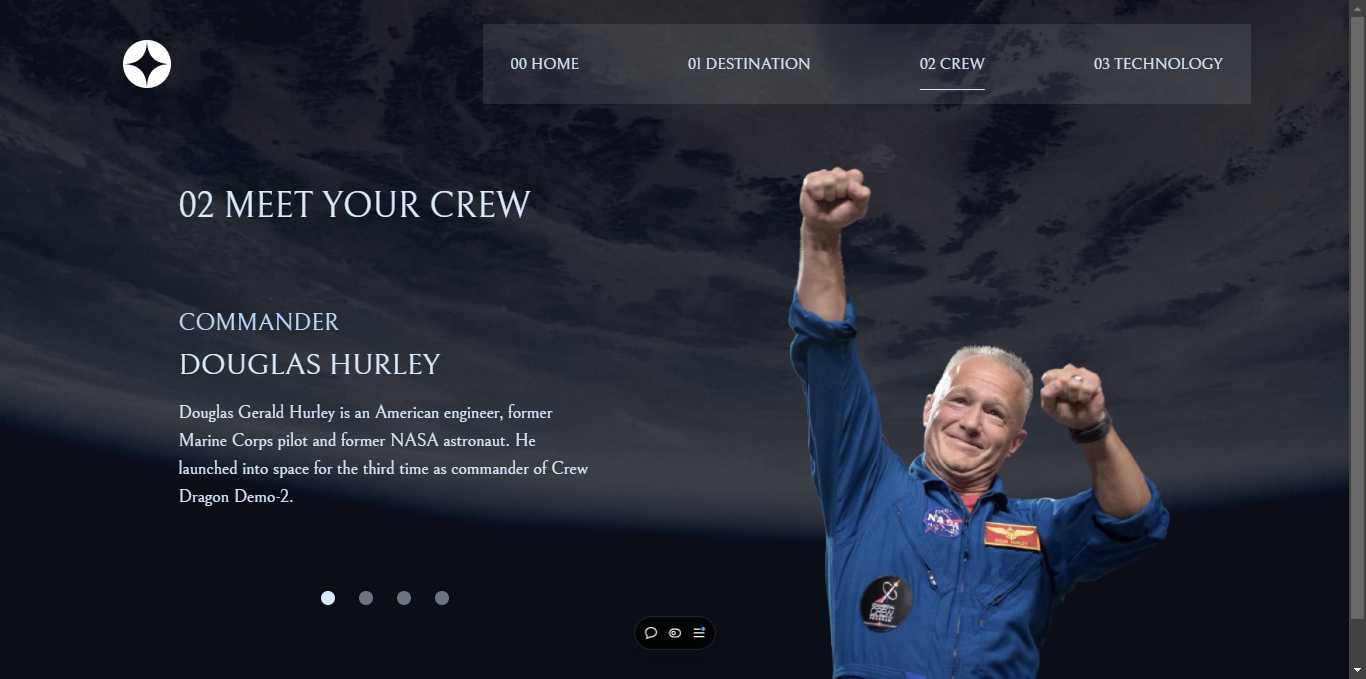 00 HOME
01 DESTINATION
02 CREW
03 TECHNOLOGY
02 MEET YOUR CREW
COMMANDER
DOUGLAS HURLEY
Douglas Gerald Hurley is an American engineer, former
Marine Corps pilot and former NASA astronaut. He
launched into space for the third time as commander of Crew
Dragon Demo-2.
NASA
CREW